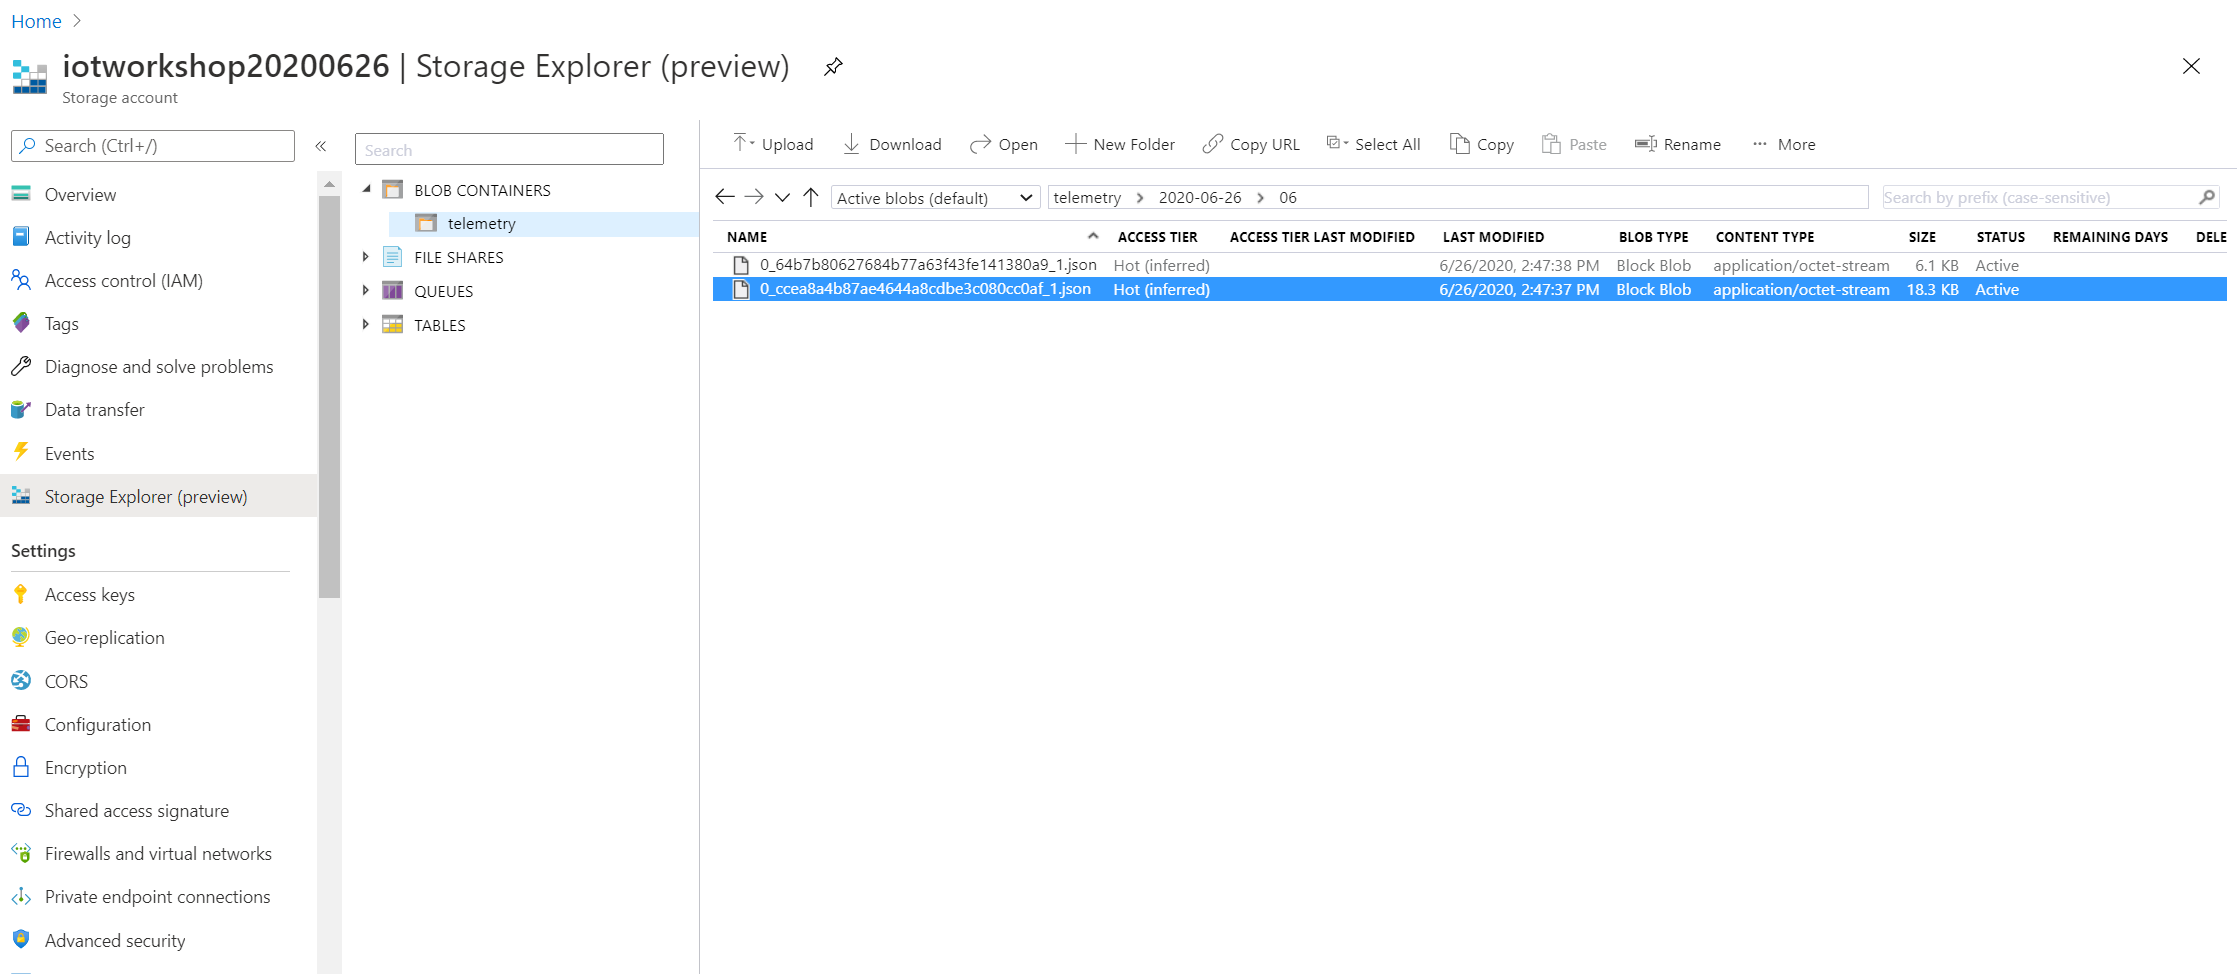 Home
iotworkshop20200626 | Storage Explorer (preview)
Storage account
Search (Ctrl+/)
Overview
Activity log
Access control (IAM)
Tags
Diagnose and solve problems
Data transfer
Events
Storage Explorer (preview)
Settings
Access keys
Geo-replication
CORS
Configuration
Encryption
Shared access signature
Firewalls and virtual networks
Private endpoint connections
Advanced security
Search
BLOB CONTAINERS
telemetry
FILE SHARES
QUEUES
TABLES
Upload Download Open New Folder Copy URL Select All Copy Paste Rename More
Active blobs (default) telemetry 2020-06-26 06 Search by prefix (case-sensitive)
NAME ACCESS TIER ACCESS TIER LAST MODIFIED LAST MODIFIED BLOB TYPE CONTENT TYPE SIZE STATUS REMAINING DAYS DELE
0_64b7b80627684b77a63f43fe141380a9_1.json Hot (inferred) 6/26/2020, 2:47:38 PM Block Blob application/octet-stream 6.1 KB Active
0_ccea8a4b87ae4644a8cdbe3c080cc0af_1.json Hot (inferred) 6/26/2020, 2:47:37 PM Block Blob application/octet-stream 18.3 KB Active